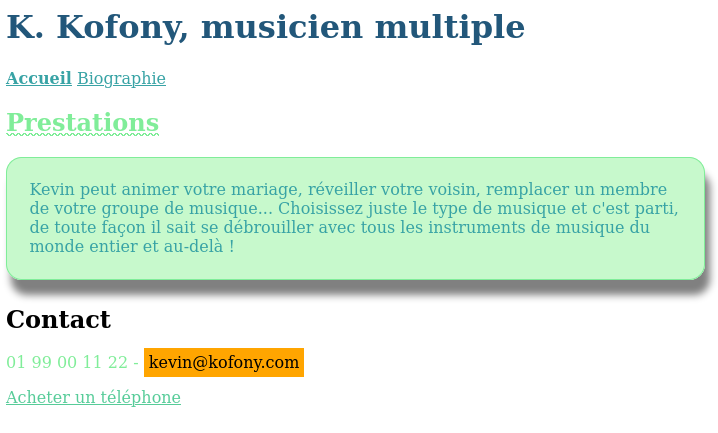 K. Kofony, musicien multiple
Accueil Biographie
Prestations
Kevin peut animer votre mariage, réveiller votre voisin, remplacer un membre
de votre groupe de musique... Choisissez juste le type de musique et c'est parti,
de toute façon il sait se débrouiller avec tous les instruments de musique du
monde entier et au-delà !
Contact
01 99 00 11 22 - kevin@kofony.com
Acheter un téléphone